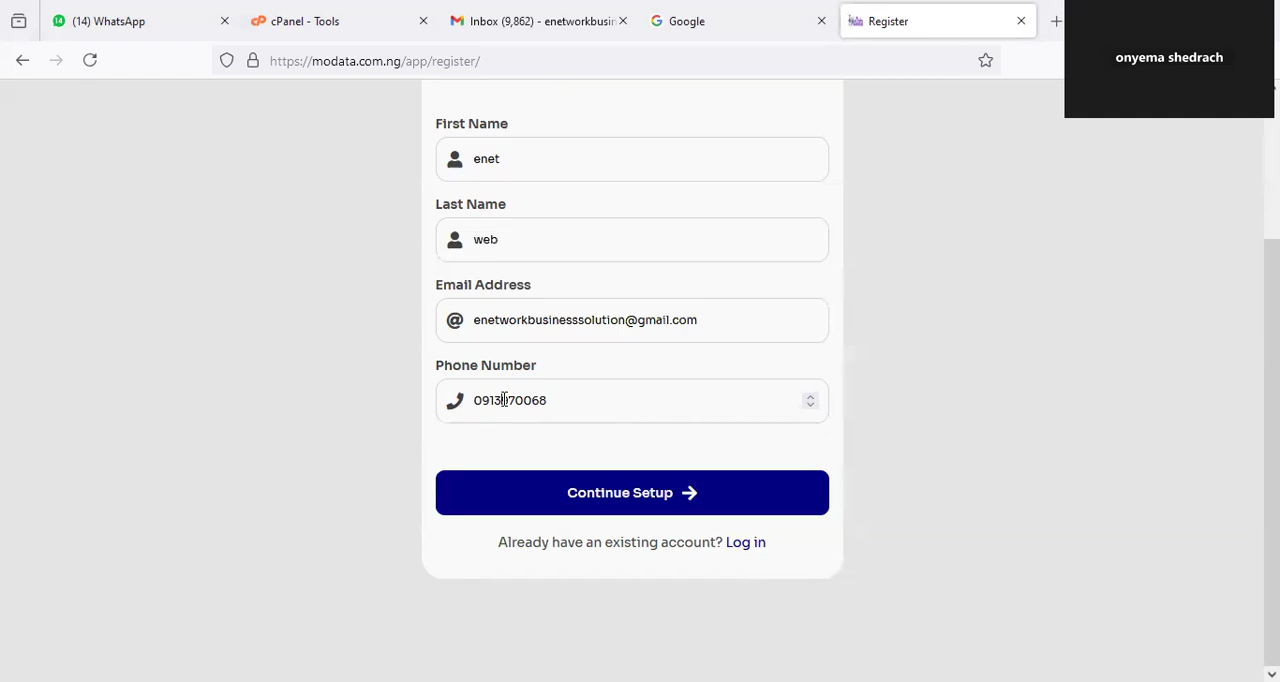 (14) WhatsApp
cPanel - Tools
Inbox (9,862) - enetworkbusin
Google
Register
https://modata.com.ng/app/register/
onyema shedrach
First Name
enet
Last Name
web
Email Address
enetworkbusinesssolution@gmail.com
Phone Number
Continue Setup
Already have an existing account? Log in